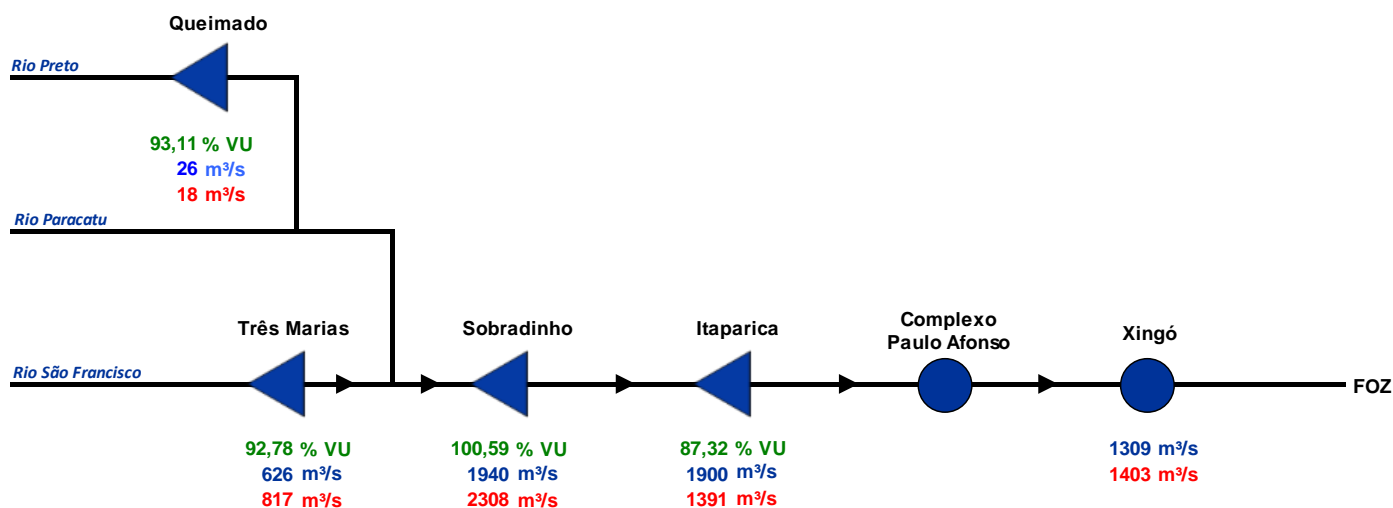 Queimado
Rio Preto
93,11 % VU
26 m³/s
18 m³/s
Rio Paracatu
Três Marias
Sobradinho
Itaparica
Complexo
Paulo Afonso
Xingó
Rio São Francisco
FOZ
92,78 % VU
626 m³/s
817 m³/s
100,59 % VU
1940 m³/s
2308 m³/s
87,32 % VU
1900 m³/s
1391 m³/s
1309 m³/s
1403 m³/s